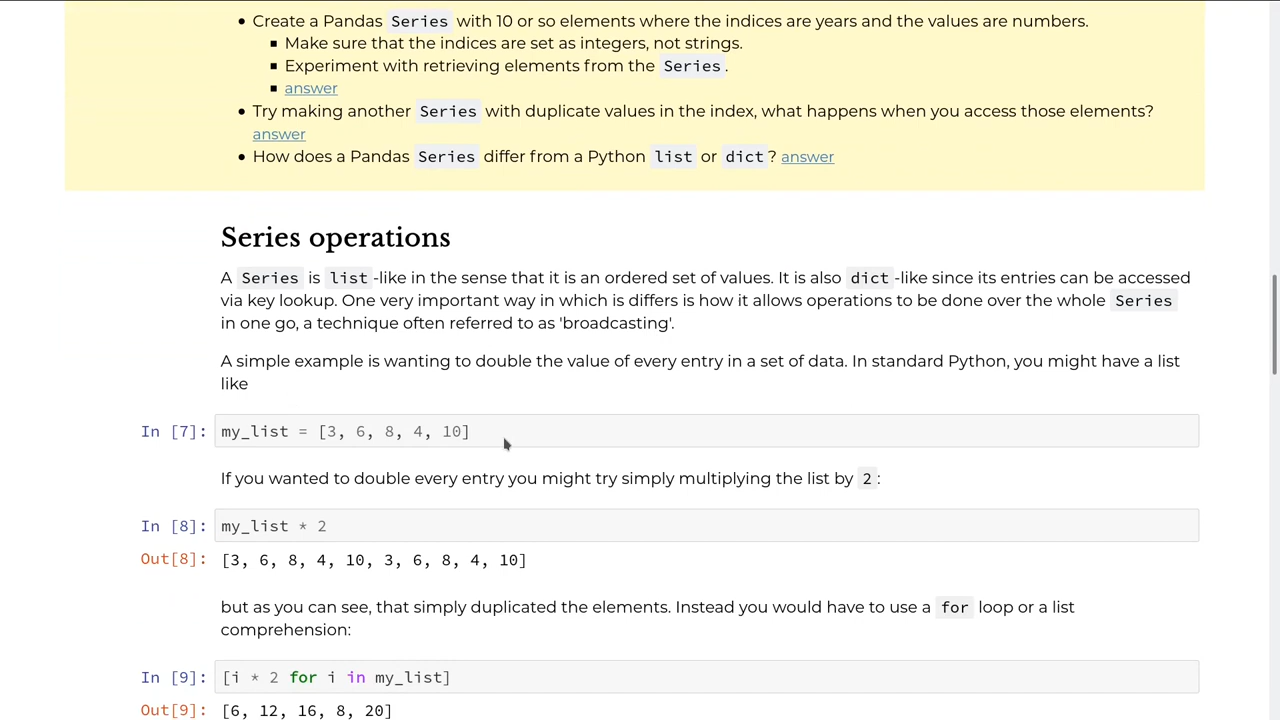 • Create a Pandas Series with 10 or so elements where the indices are years and the values are numbers.
▪ Make sure that the indices are set as integers, not strings.
▪ Experiment with retrieving elements from the Series.
▪ answer
• Try making another Series with duplicate values in the index, what happens when you access those elements?
answer
• How does a Pandas Series differ from a Python list or dict? answer
Series operations
A Series is list-like in the sense that it is an ordered set of values. It is also dict-like since its entries can be accessed
via key lookup. One very important way in which is differs is how it allows operations to be done over the whole Series
in one go, a technique often referred to as 'broadcasting'.
A simple example is wanting to double the value of every entry in a set of data. In standard Python, you might have a list
like
In [7]: my_list = [3, 6, 8, 4, 10]
If you wanted to double every entry you might try simply multiplying the list by 2:
In [8]: my_list * 2
Out[8]: [3, 6, 8, 4, 10, 3, 6, 8, 4, 10]
but as you can see, that simply duplicated the elements. Instead you would have to use a for loop or a list
comprehension:
In [9]: [i * 2 for i in my_list]
Out[9]: [6, 12, 16, 8, 20]